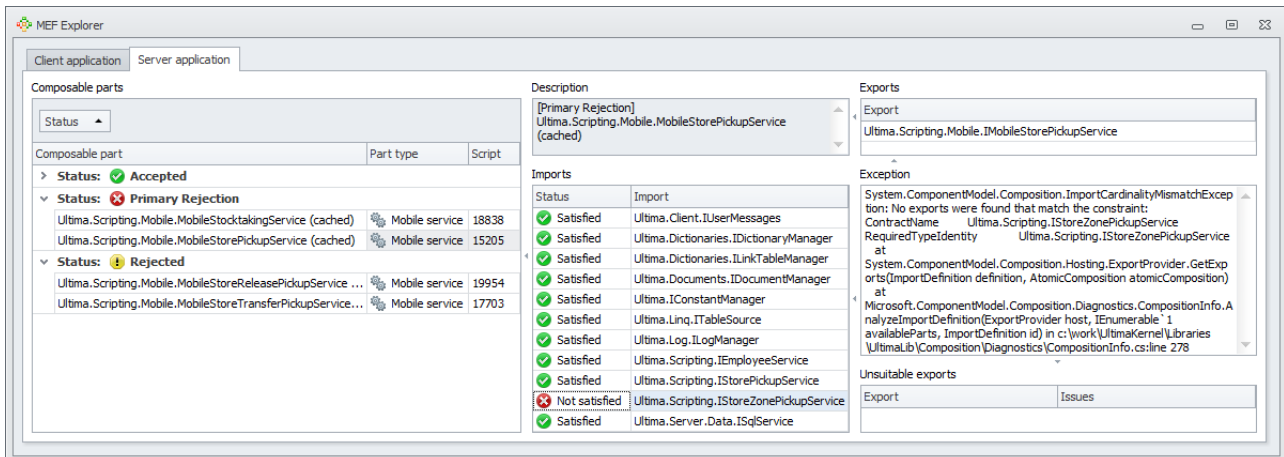 MEF Explorer
Client application Server application
Composable parts
Status
Composable part Part type Script
Status: Accepted
Status: Primary Rejection
Ultima.Scripting.Mobile.MobileStocktakingService (cached) Mobile service 18838
Ultima.Scripting.Mobile.MobileStorePickupService (cached) Mobile service 15205
Status: Rejected
Ultima.Scripting.Mobile.MobileStoreReleasePickupService ... Mobile service 19954
Ultima.Scripting.Mobile.MobileStoreTransferPickupService... Mobile service 17703
Description
[Primary Rejection]
Ultima.Scripting.Mobile.MobileStorePickupService
(cached)
Imports
Status Import
Satisfied Ultima.Client.IUserMessages
Satisfied Ultima.Dictionaries.IDictionaryManager
Satisfied Ultima.Dictionaries.ILinkTableManager
Satisfied Ultima.Documents.IDocumentManager
Satisfied Ultima.IConstantManager
Satisfied Ultima.Linq.ITableSource
Satisfied Ultima.Log.ILogManager
Satisfied Ultima.Scripting.IEmployeeService
Satisfied Ultima.Scripting.IStorePickupService
Not satisfied Ultima.Scripting.IStoreZonePickupService
Satisfied Ultima.Server.Data.ISqlService
Exports
Export
Ultima.Scripting.Mobile.IMobileStorePickupService
Exception
System.ComponentModel.Composition.ImportCardinalityMismatchExcep
tion: No exports were found that match the constraint:
ContractName Ultima.Scripting.IStoreZonePickupService
RequiredTypeIdentity Ultima.Scripting.IStoreZonePickupService
at
System.ComponentModel.Composition.Hosting.ExportProvider.GetExp
orts(ImportDefinition definition, AtomicComposition atomicComposition)
at
Microsoft.ComponentModel.Composition.Diagnostics.CompositionInfo.A
nalyzeImportDefinition(ExportProvider host, IEnumerable`1
availableParts, ImportDefinition id) in c:\work\UltimaKernel\Libraries
\UltimaLib\Composition\Diagnostics\CompositionInfo.cs:line 278
Unsuitable exports
Export Issues